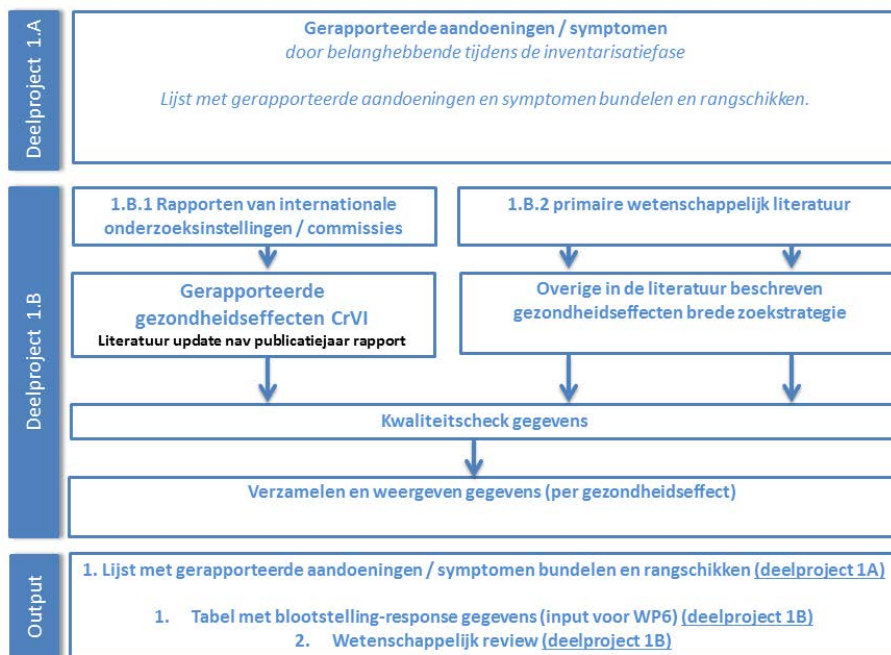 Deelproject 1.A
Gerapporteerde aandoeningen / symptomen
door belanghebbende tijdens de inventarisatiefase
Lijst met gerapporteerde aandoeningen en symptomen bundelen en rangschikken.
Deelproject 1.B
1.B.1 Rapporten van internationale
onderzoeksinstellingen / commissies
1.B.2 primaire wetenschappelijk literatuur
Gerapporteerde
gezondheidseffecten CrVI
Literatuur update nav publicatiejaar rapport
Overige in de literatuur beschreven
gezondheidseffecten brede zoekstrategie
Kwaliteitscheck gegevens
Verzamelen en weergeven gegevens (per gezondheidseffect)
Output
1. Lijst met gerapporteerde aandoeningen / symptomen bundelen en rangschikken (deelproject 1A)
1. Tabel met blootstelling-response gegevens (input voor WP6) (deelproject 1B)
2. Wetenschappelijk review (deelproject 1B)